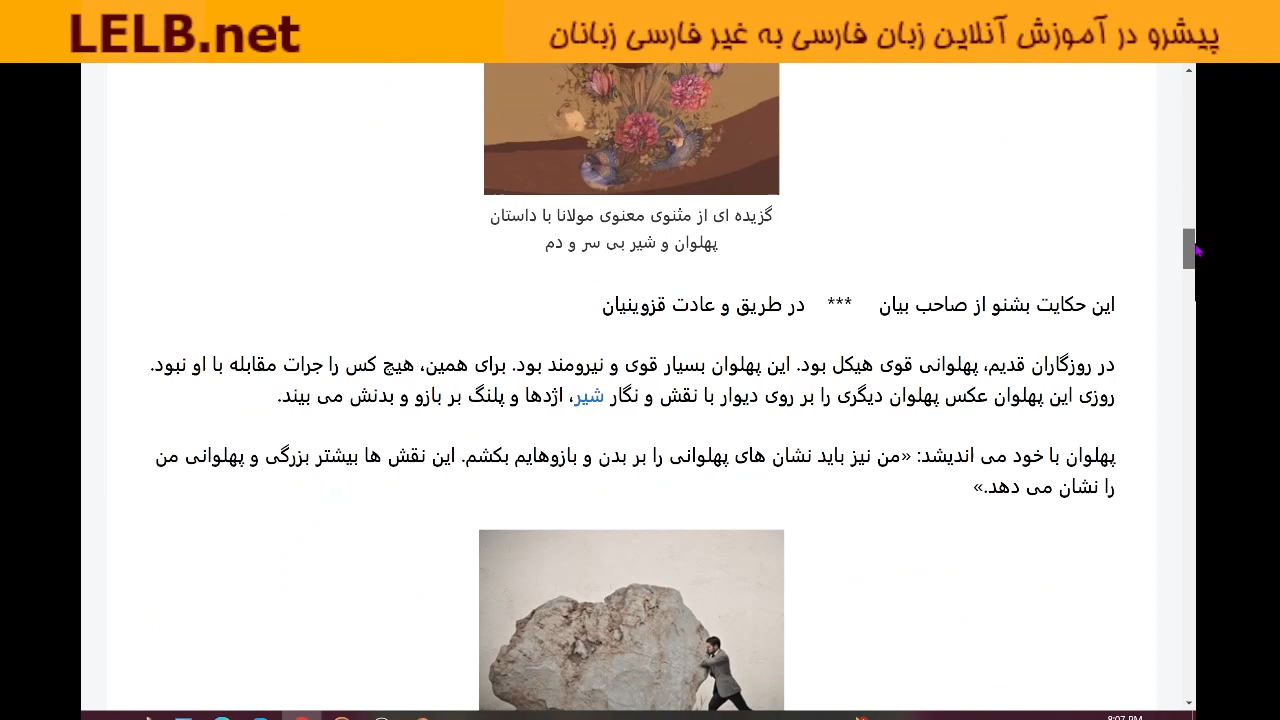 LELB.net
پیشرو در آموزش آنلاین زبان فارسی به غیر فارسی زبانان
گزیده ای از مثنوی معنوی مولانا با داستان
پهلوان و شیر بی سر و دم
این حکایت بشنو از صاحب بیان *** در طریق و عادت قزوینیان
در روزگاران قدیم، پهلوانی قوی هیکل بود. این پهلوان بسیار قوی و نیرومند بود. برای همین، هیچ کس را جرات مقابله با او نبود.
روزی این پهلوان عکس پهلوان دیگری را بر روی دیوار با نقش و نگار شیر، اژدها و پلنگ بر بازو و بدنش می بیند.
پهلوان با خود می اندیشد: «من نیز باید نشان های پهلوانی را بر بدن و بازوهایم بکشم. این نقش ها بیشتر بزرگی و پهلوانی من
را نشان می دهد.»
8:07 PM